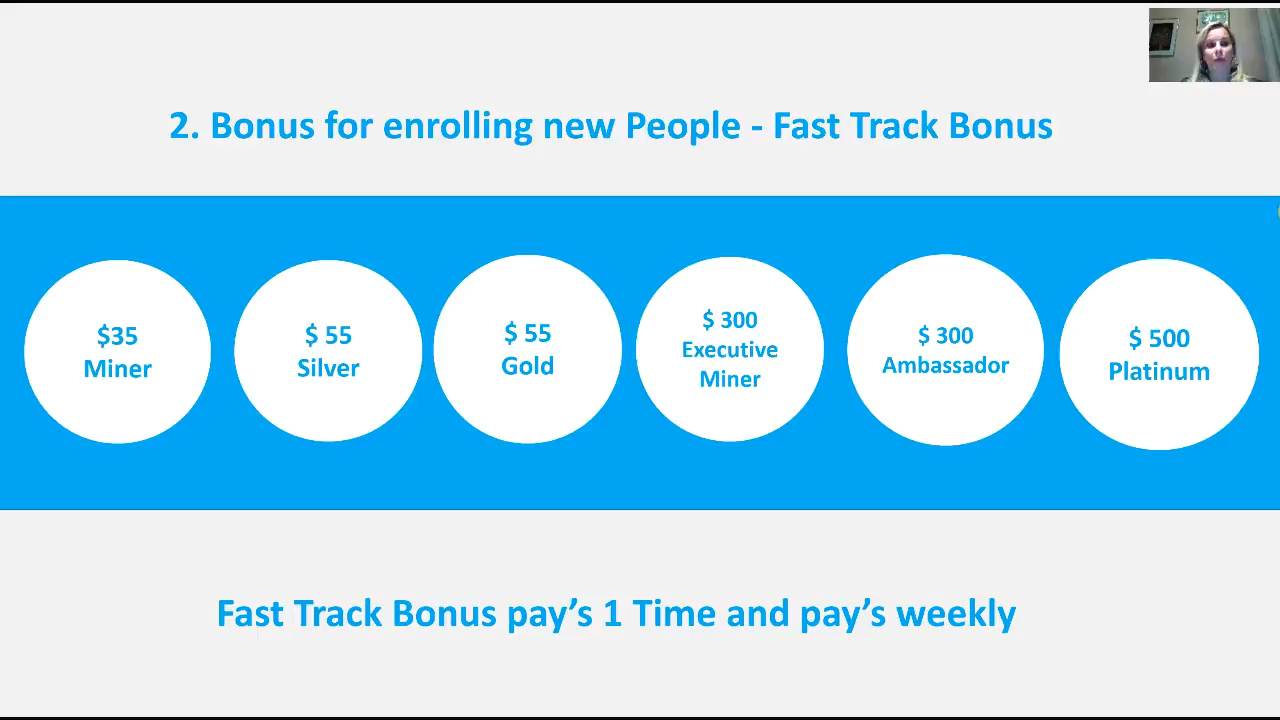 2. Bonus for enrolling new People - Fast Track Bonus
$35
Miner
$ 55
Silver
$ 55
Gold
$ 300
Executive
Miner
$ 300
Ambassador
$ 500
Platinum
Fast Track Bonus pay’s 1 Time and pay’s weekly